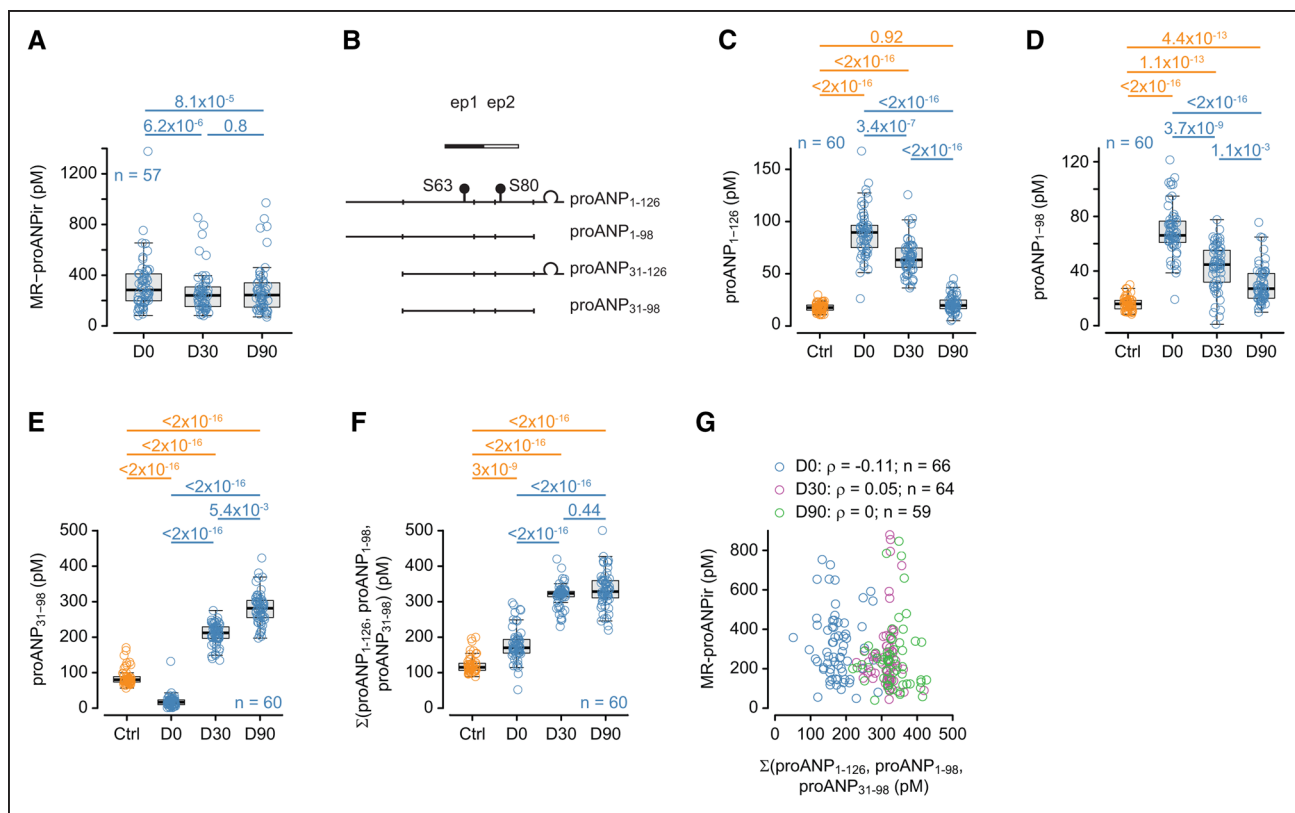 A
8.1x10⁻⁵
6.2x10⁻⁶ 0.8
n = 57
MR-proANPir (pM)
1200
800
400
0
D0 D30 D90
B
ep1 ep2
S63 S80
proANP₁₋₁₂₆
proANP₁₋₉₈
proANP₃₁₋₁₂₆
proANP₃₁₋₉₈
C
0.92
<2x10⁻¹⁶
<2x10⁻¹⁶
<2x10⁻¹⁶
3.4x10⁻⁷
<2x10⁻¹⁶
n = 60
proANP₁₋₁₂₆ (pM)
150
100
50
0
Ctrl D0 D30 D90
D
4.4x10⁻¹³
1.1x10⁻¹³
<2x10⁻¹⁶
<2x10⁻¹⁶
3.7x10⁻⁹
1.1x10⁻³
n = 60
proANP₁₋₉₈ (pM)
120
80
40
0
Ctrl D0 D30 D90
E
<2x10⁻¹⁶
<2x10⁻¹⁶
<2x10⁻¹⁶
<2x10⁻¹⁶
5.4x10⁻³
<2x10⁻¹⁶
proANP₃₁₋₉₈ (pM)
500
400
300
200
100
0
n = 60
Ctrl D0 D30 D90
F
<2x10⁻¹⁶
<2x10⁻¹⁶
3x10⁻⁹
<2x10⁻¹⁶
0.44
<2x10⁻¹⁶
Σ(proANP₁₋₁₂₆, proANP₁₋₉₈,
proANP₃₁₋₉₈) (pM)
500
400
300
200
100
0
n = 60
Ctrl D0 D30 D90
G
D0: ρ = -0.11; n = 66
D30: ρ = 0.05; n = 64
D90: ρ = 0; n = 59
MR-proANPir (pM)
800
600
400
200
0
0 100 200 300 400 500
Σ(proANP₁₋₁₂₆, proANP₁₋₉₈,
proANP₃₁₋₉₈ (pM)